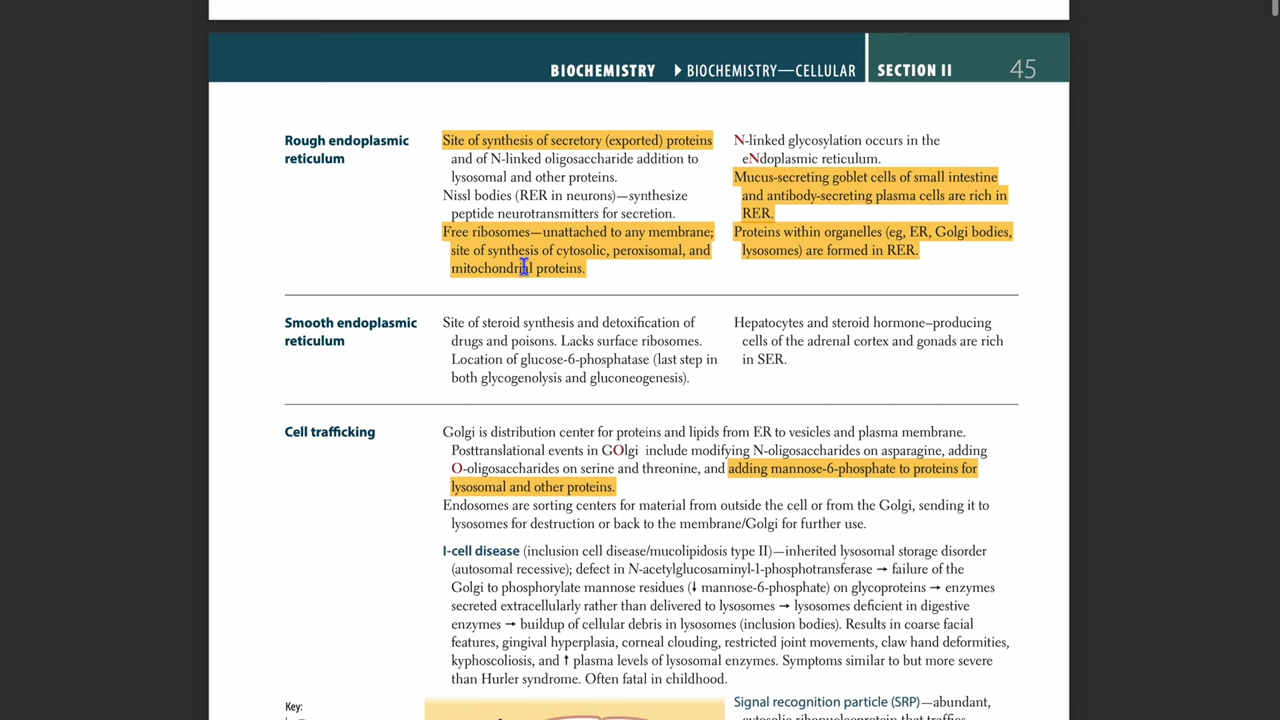 BIOCHEMISTRY ▶ BIOCHEMISTRY—CELLULAR SECTION II 45
Rough endoplasmic
reticulum
Site of synthesis of secretory (exported) proteins
and of N-linked oligosaccharide addition to
lysosomal and other proteins.
Nissl bodies (RER in neurons)—synthesize
peptide neurotransmitters for secretion.
Free ribosomes—unattached to any membrane;
site of synthesis of cytosolic, peroxisomal, and
mitochondrial proteins.
N-linked glycosylation occurs in the
eNdoplasmic reticulum.
Mucus-secreting goblet cells of small intestine
and antibody-secreting plasma cells are rich in
RER.
Proteins within organelles (eg, ER, Golgi bodies,
lysosomes) are formed in RER.
Smooth endoplasmic
reticulum
Site of steroid synthesis and detoxification of
drugs and poisons. Lacks surface ribosomes.
Location of glucose-6-phosphatase (last step in
both glycogenolysis and gluconeogenesis).
Hepatocytes and steroid hormone–producing
cells of the adrenal cortex and gonads are rich
in SER.
Cell trafficking
Golgi is distribution center for proteins and lipids from ER to vesicles and plasma membrane.
Posttranslational events in GOlgi include modifying N-oligosaccharides on asparagine, adding
O-oligosaccharides on serine and threonine, and adding mannose-6-phosphate to proteins for
lysosomal and other proteins.
Endosomes are sorting centers for material from outside the cell or from the Golgi, sending it to
lysosomes for destruction or back to the membrane/Golgi for further use.
I-cell disease (inclusion cell disease/mucolipidosis type II)—inherited lysosomal storage disorder
(autosomal recessive); defect in N-acetylglucosaminyl-1-phosphotransferase → failure of the
Golgi to phosphorylate mannose residues (↓ mannose-6-phosphate) on glycoproteins → enzymes
secreted extracellularly rather than delivered to lysosomes → lysosomes deficient in digestive
enzymes → buildup of cellular debris in lysosomes (inclusion bodies). Results in coarse facial
features, gingival hyperplasia, corneal clouding, restricted joint movements, claw hand deformities,
kyphoscoliosis, and ↑ plasma levels of lysosomal enzymes. Symptoms similar to but more severe
than Hurler syndrome. Often fatal in childhood.
Key:
Signal recognition particle (SRP)—abundant,
cytosolic ribonucleoprotein that traffics